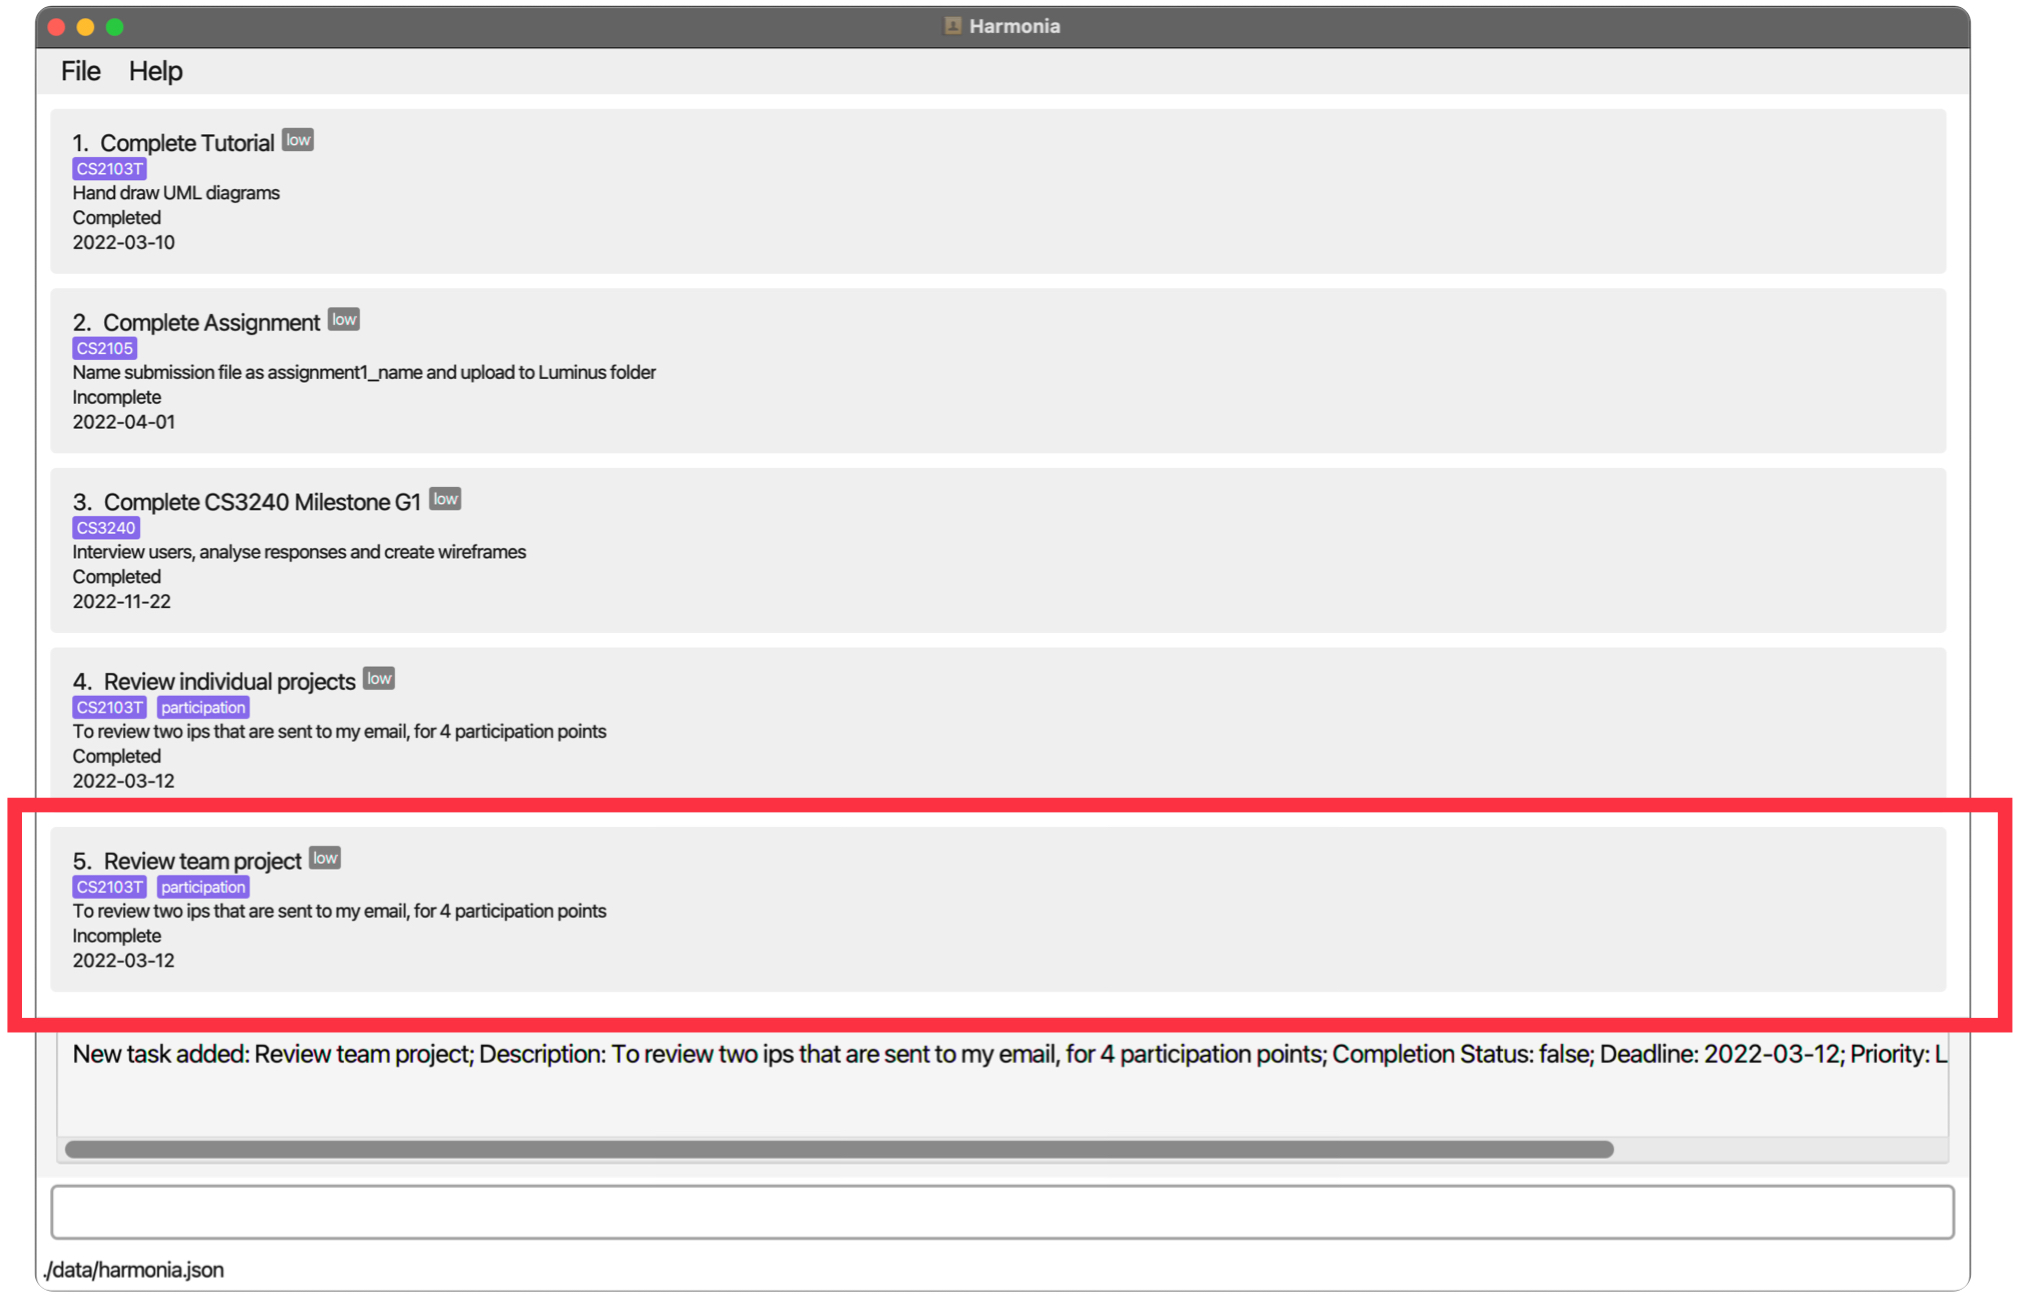 Harmonia
File Help
1. Complete Tutorial low
CS2103T
Hand draw UML diagrams
Completed
2022-03-10
2. Complete Assignment low
CS2105
Name submission file as assignment1_name and upload to Luminus folder
Incomplete
2022-04-01
3. Complete CS3240 Milestone G1 low
CS3240
Interview users, analyse responses and create wireframes
Completed
2022-11-22
4. Review individual projects low
CS2103T participation
To review two ips that are sent to my email, for 4 participation points
Completed
2022-03-12
5. Review team project low
CS2103T participation
To review two ips that are sent to my email, for 4 participation points
Incomplete
2022-03-12
New task added: Review team project; Description: To review two ips that are sent to my email, for 4 participation points; Completion Status: false; Deadline: 2022-03-12; Priority: L
./data/harmonia.json